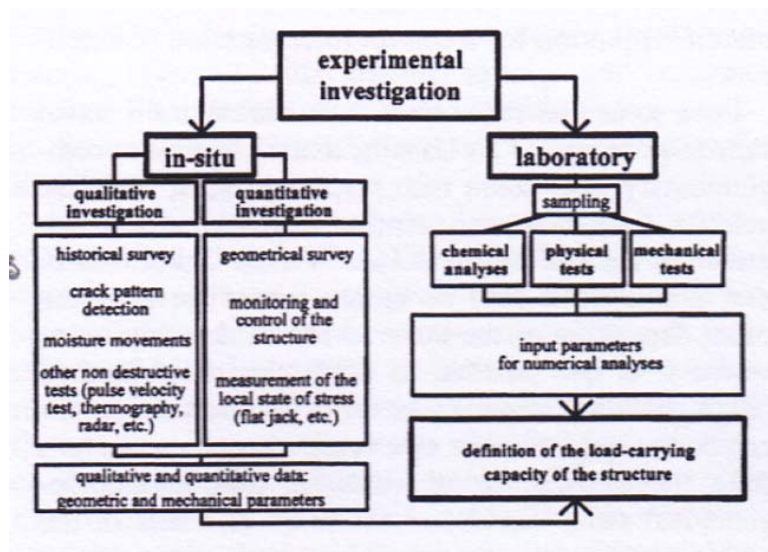 experimental
investigation
in-situ
qualitative
investigation
quantitative
investigation
historical survey
crack pattern
detection
moisture movements
other non destructive
tests (pulse velocity
test, thermography,
radar, etc.)
geometrical survey
monitoring and
control of the
structure
measurement of the
local state of stress
(flat jack, etc.)
qualitative and quantitative data:
geometric and mechanical parameters
laboratory
sampling
chemical
analyses
physical
tests
mechanical
tests
input parameters
for numerical analyses
definition of the load-carrying
capacity of the structure